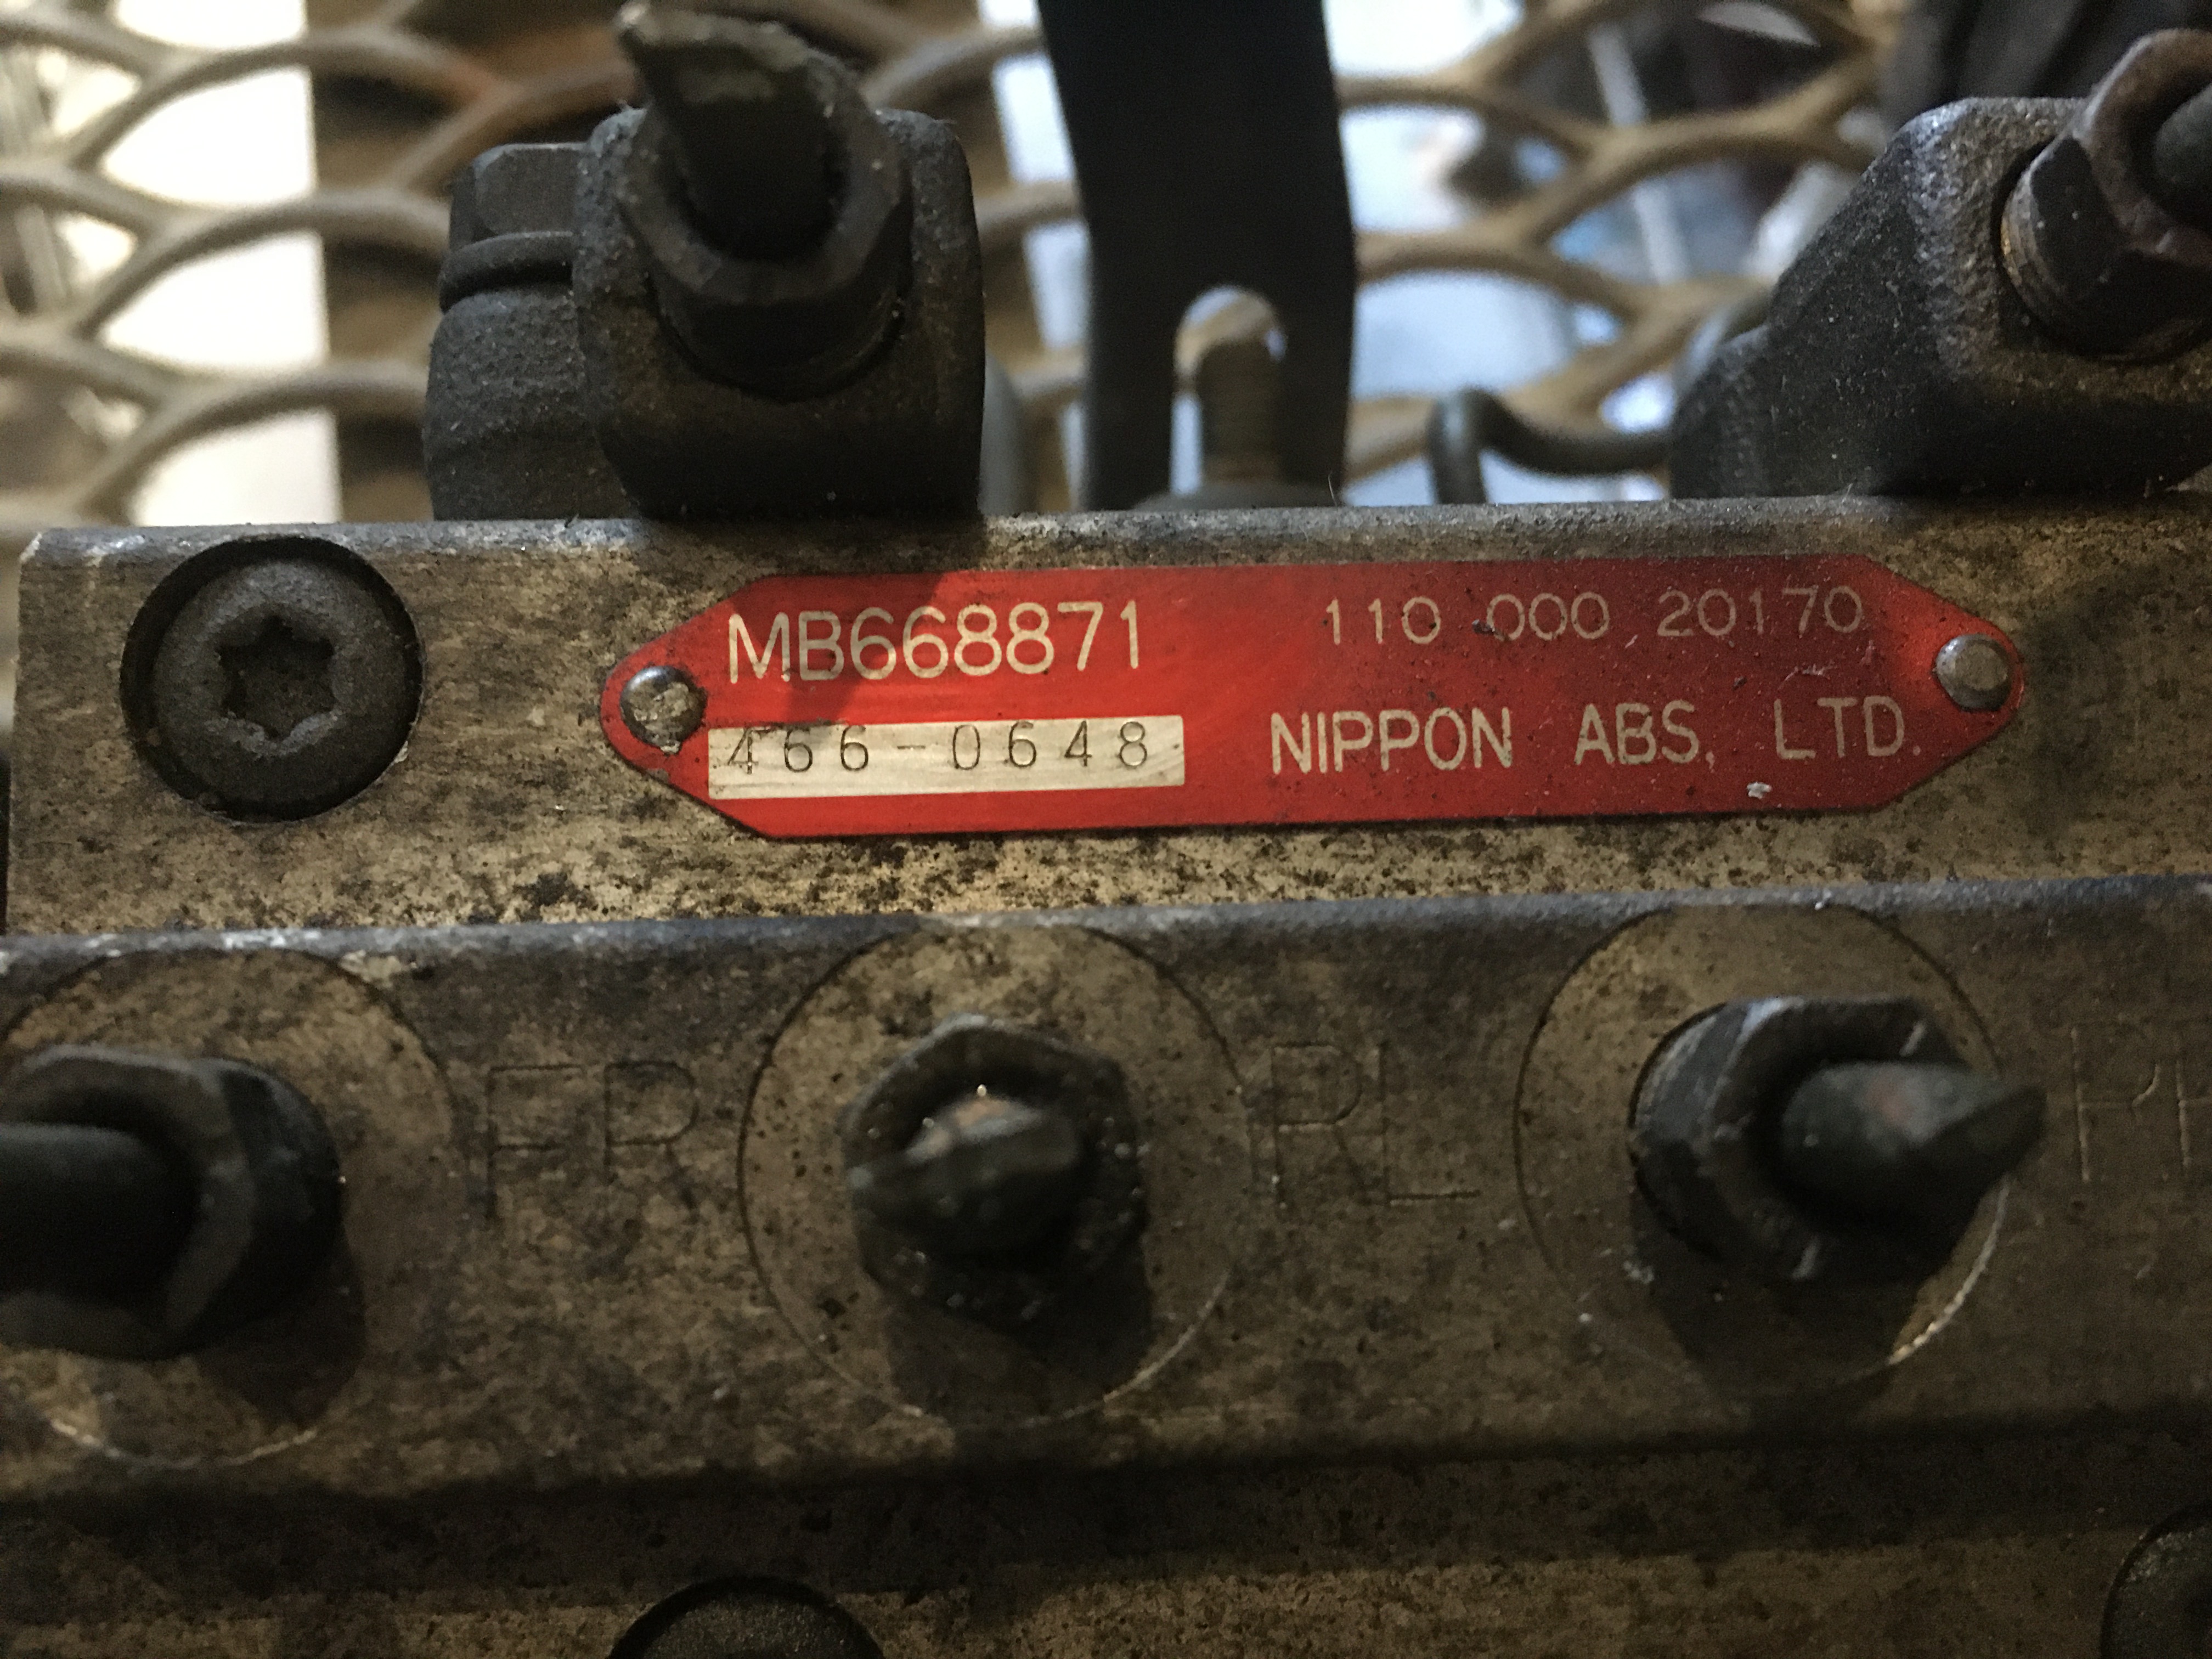 MB668871 110 000 20170
466-0648 NIPPON ABS, LTD.
FR RL